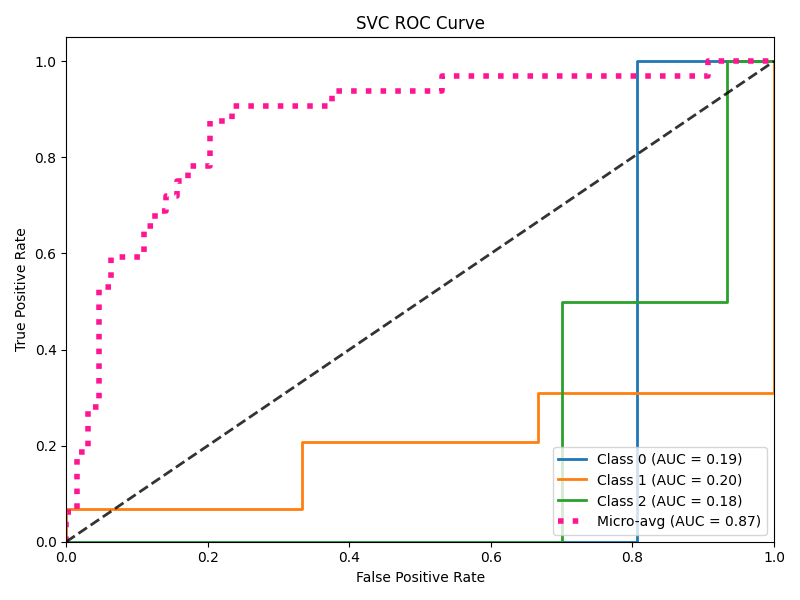 SVC ROC Curve
True Positive Rate
1.0
0.8
0.6
0.4
0.2
0.0
0.0 0.2 0.4 0.6 0.8 1.0
False Positive Rate
Class 0 (AUC = 0.19)
Class 1 (AUC = 0.20)
Class 2 (AUC = 0.18)
Micro-avg (AUC = 0.87)